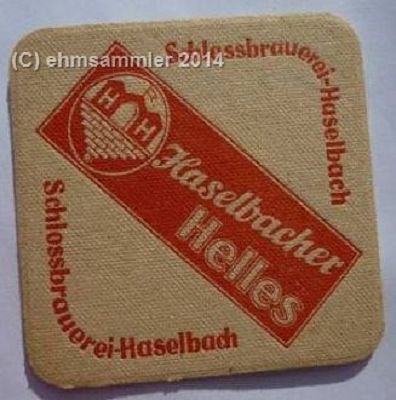 (C) ehmsammler 2014
Schlossbrauerei-Haselbach
H H
H
Haselbacher
Helles
Schlossbrauerei-Haselbach